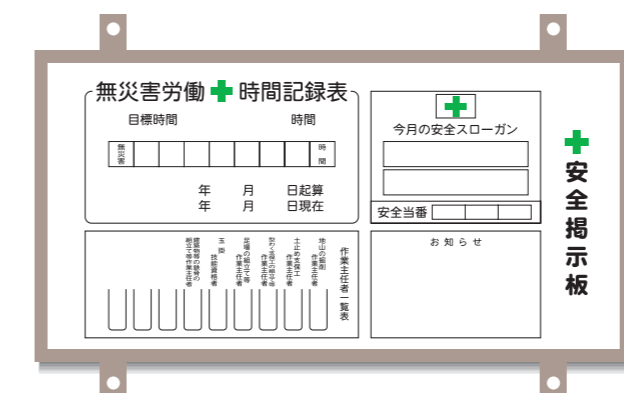 無災害労働 時間記録表
目標時間 時間
無災害 時間
年 月 日起算
年 月 日現在
今月の安全スローガン
安全当番
安全掲示板
作業主任者一覧表
地山の掘削
作業主任者
土止め支保工
作業主任者
型わく支保工の組立て等
作業主任者
足場の組立て等
作業主任者
玉掛
技能資格者
建築物等の鉄骨の
組立て等作業主任者
お知らせ